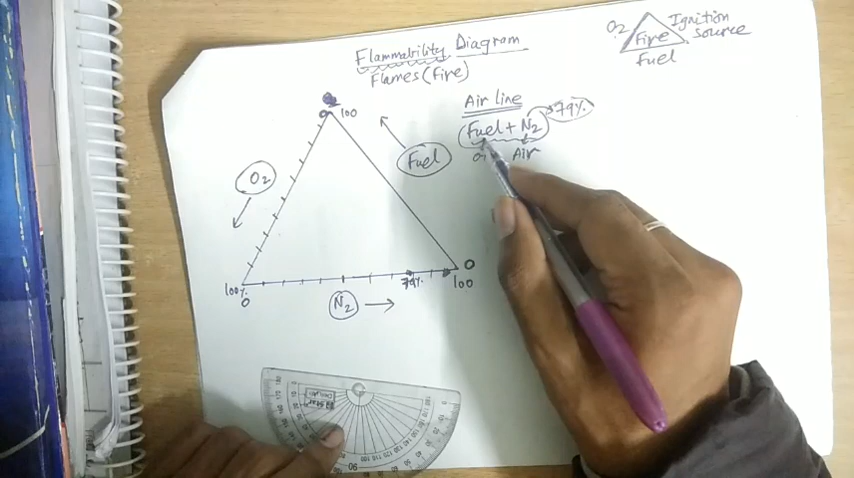 Flammability Diagram
Flames (Fire)
O2
Ignition
source
Fire
Fuel
Air line
Fuel + N2
79%
Air
0
100
O2
Fuel
100%
0
N2
79%
0
100